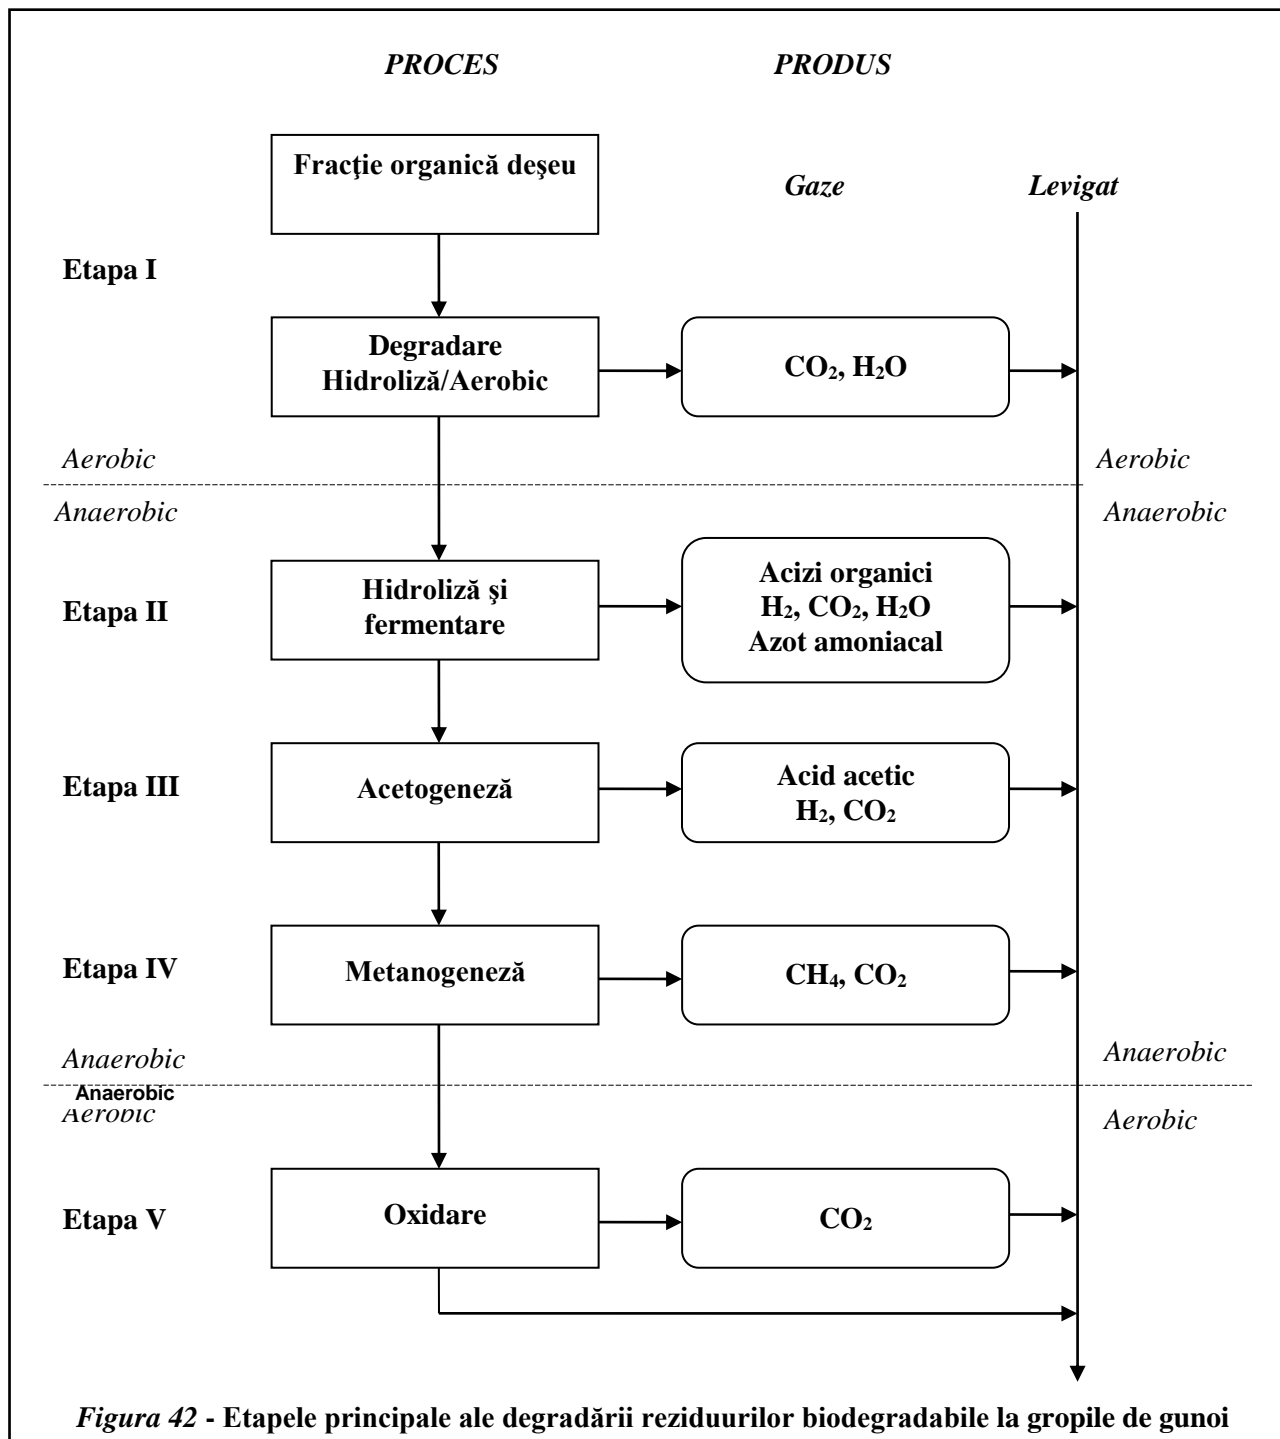 PROCES PRODUS
Fracţie organică deşeu
Gaze Levigat
Etapa I
Degradare
Hidroliză/Aerobic
CO₂, H₂O
Aerobic Aerobic
Anaerobic Anaerobic
Etapa II
Hidroliză şi
fermentare
Acizi organici
H₂, CO₂, H₂O
Azot amoniacal
Etapa III
Acetogeneză
Acid acetic
H₂, CO₂
Etapa IV
Metanogeneză
CH₄, CO₂
Anaerobic Anaerobic
Anaerobic
Aerobic Aerobic
Etapa V
Oxidare
CO₂
Figura 42 - Etapele principale ale degradării reziduurilor biodegradabile la gropile de gunoi